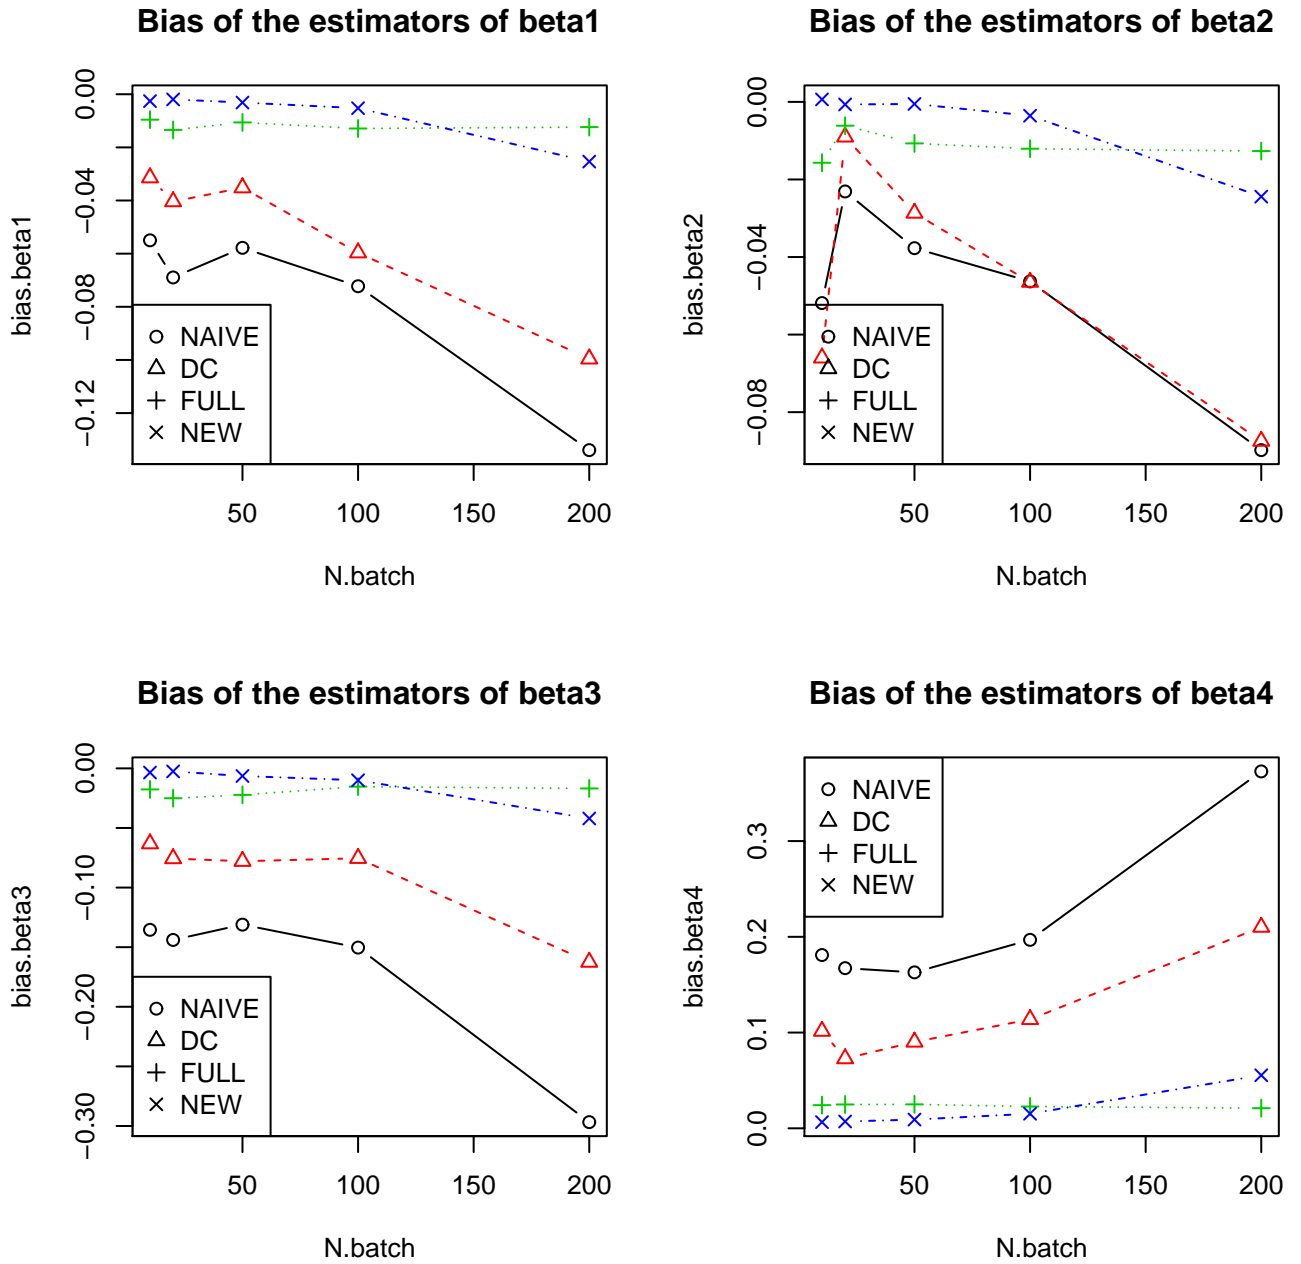 Bias of the estimators of beta1
bias.beta1
0.00
−0.04
−0.08
−0.12
NAIVE
DC
FULL
NEW
50 100 150 200
N.batch
Bias of the estimators of beta2
bias.beta2
0.00
−0.04
−0.08
NAIVE
DC
FULL
NEW
50 100 150 200
N.batch
Bias of the estimators of beta3
bias.beta3
0.00
−0.10
−0.20
−0.30
NAIVE
DC
FULL
NEW
50 100 150 200
N.batch
Bias of the estimators of beta4
bias.beta4
0.3
0.2
0.1
0.0
NAIVE
DC
FULL
NEW
50 100 150 200
N.batch